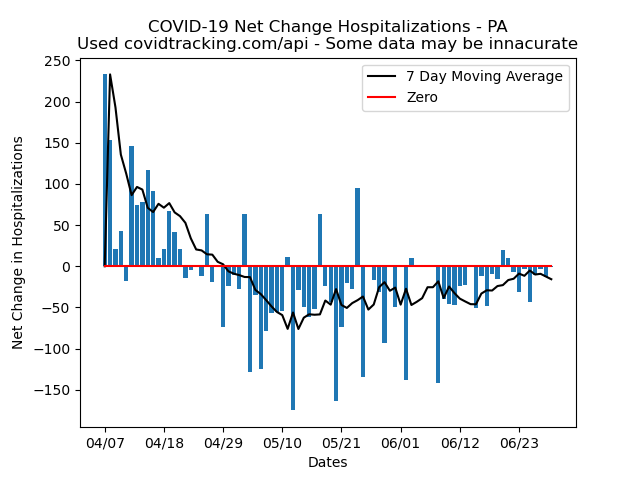 COVID-19 Net Change Hospitalizations - PA
Used covidtracking.com/api - Some data may be innacurate
7 Day Moving Average
Zero
Net Change in Hospitalizations
250
200
150
100
50
0
−50
−100
−150
04/07 04/18 04/29 05/10 05/21 06/01 06/12 06/23
Dates